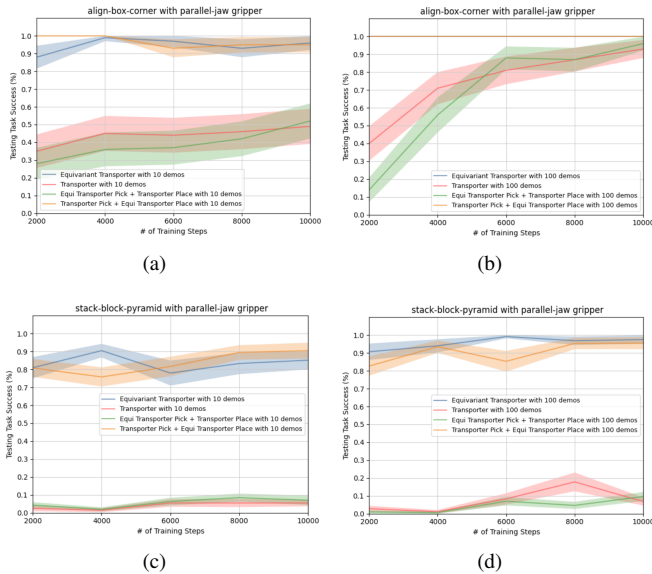 align-box-corner with parallel-jaw gripper
1.0
0.9
0.8
0.7
0.6
0.5
0.4
0.3
0.2
0.1
0.0
Testing Task Success (%)
Equivariant Transporter with 10 demos
Transporter with 10 demos
Equi Transporter Pick + Transporter Place with 10 demos
Transporter Pick + Equi Transporter Place with 10 demos
2000 4000 6000 8000 10000
# of Training Steps
(a)
align-box-corner with parallel-jaw gripper
1.0
0.9
0.8
0.7
0.6
0.5
0.4
0.3
0.2
0.1
0.0
Testing Task Success (%)
Equivariant Transporter with 100 demos
Transporter with 100 demos
Equi Transporter Pick + Transporter Place with 100 demos
Transporter Pick + Equi Transporter Place with 100 demos
2000 4000 6000 8000 10000
# of Training Steps
(b)
stack-block-pyramid with parallel-jaw gripper
1.0
0.9
0.8
0.7
0.6
0.5
0.4
0.3
0.2
0.1
0.0
Testing Task Success (%)
Equivariant Transporter with 10 demos
Transporter with 10 demos
Equi Transporter Pick + Transporter Place with 10 demos
Transporter Pick + Equi Transporter Place with 10 demos
2000 4000 6000 8000 10000
# of Training Steps
(c)
stack-block-pyramid with parallel-jaw gripper
1.0
0.9
0.8
0.7
0.6
0.5
0.4
0.3
0.2
0.1
0.0
Testing Task Success (%)
Equivariant Transporter with 100 demos
Transporter with 100 demos
Equi Transporter Pick + Transporter Place with 100 demos
Transporter Pick + Equi Transporter Place with 100 demos
2000 4000 6000 8000 10000
# of Training Steps
(d)